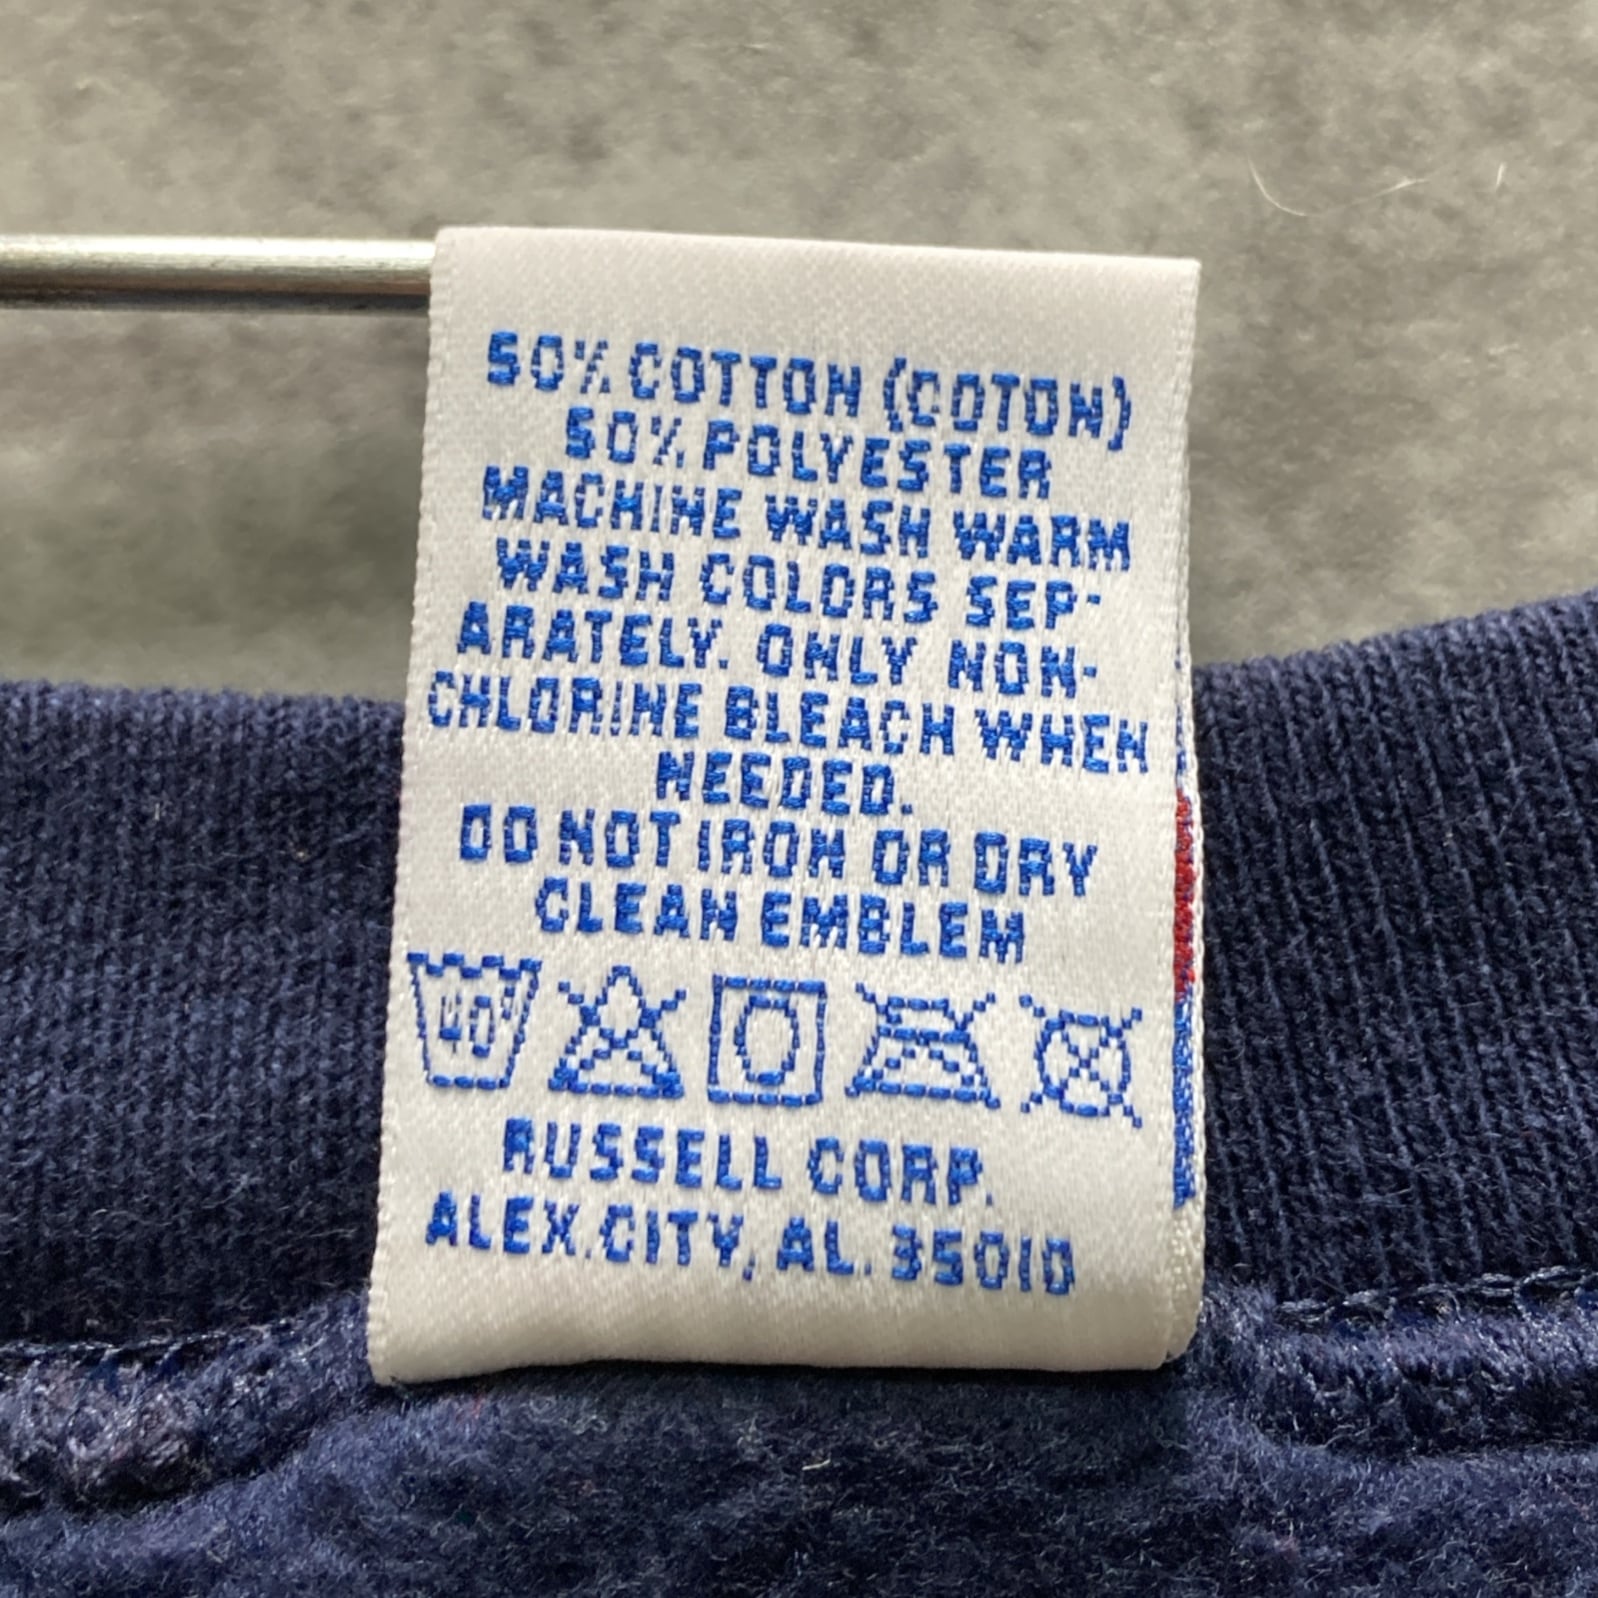 50% COTTON (COTON)
50% POLYESTER
MACHINE WASH WARM
WASH COLORS SEP-
ARATELY. ONLY NON-
CHLORINE BLEACH WHEN
NEEDED.
DO NOT IRON OR DRY
CLEAN EMBLEM
40°
RUSSELL CORP.
ALEX.CITY, AL. 35010